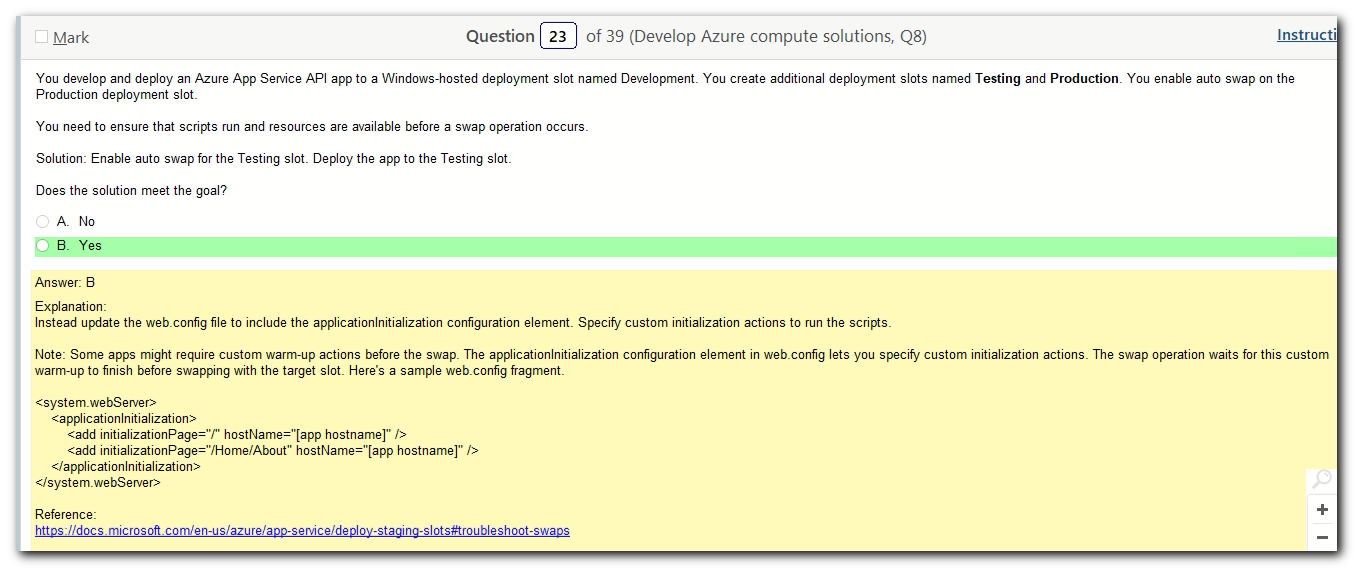 Mark
Question 23 of 39 (Develop Azure compute solutions, Q8)
Instructi
You develop and deploy an Azure App Service API app to a Windows-hosted deployment slot named Development. You create additional deployment slots named Testing and Production. You enable auto swap on the
Production deployment slot.
You need to ensure that scripts run and resources are available before a swap operation occurs.
Solution: Enable auto swap for the Testing slot. Deploy the app to the Testing slot.
Does the solution meet the goal?
A. No
B. Yes
Answer: B
Explanation:
Instead update the web.config file to include the applicationInitialization configuration element. Specify custom initialization actions to run the scripts.
Note: Some apps might require custom warm-up actions before the swap. The applicationInitialization configuration element in web.config lets you specify custom initialization actions. The swap operation waits for this custom
warm-up to finish before swapping with the target slot. Here's a sample web.config fragment.
<system.webServer>
<applicationInitialization>
<add initializationPage="/" hostName="[app hostname]" />
<add initializationPage="/Home/About" hostName="[app hostname]" />
</applicationInitialization>
</system.webServer>
Reference:
https://docs.microsoft.com/en-us/azure/app-service/deploy-staging-slots#troubleshoot-swaps